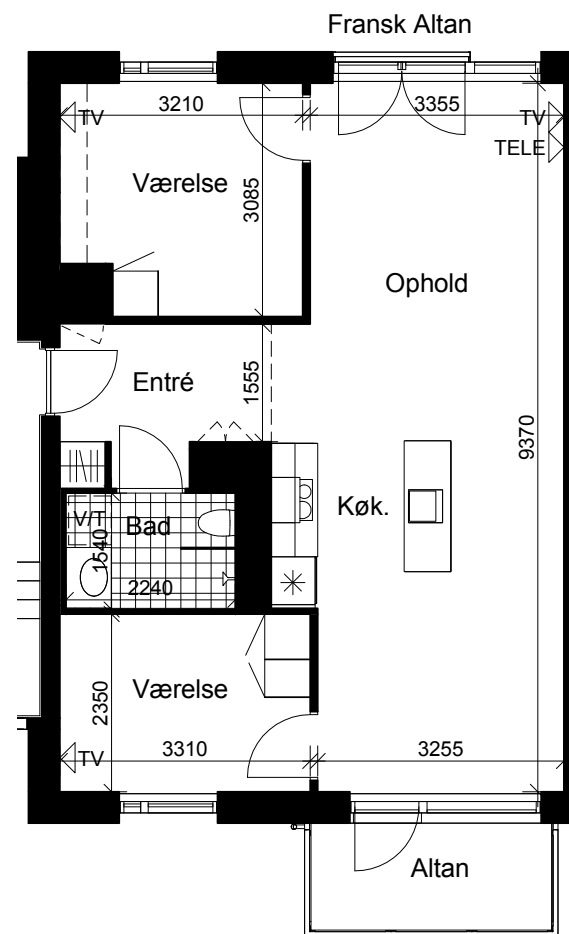 Fransk Altan
3210
3355
TV
TV
TELE
Værelse
3085
Ophold
Entré
1555
9370
Køk.
V/T
Bad
1540
2240
Værelse
2350
3310
3255
TV
Altan